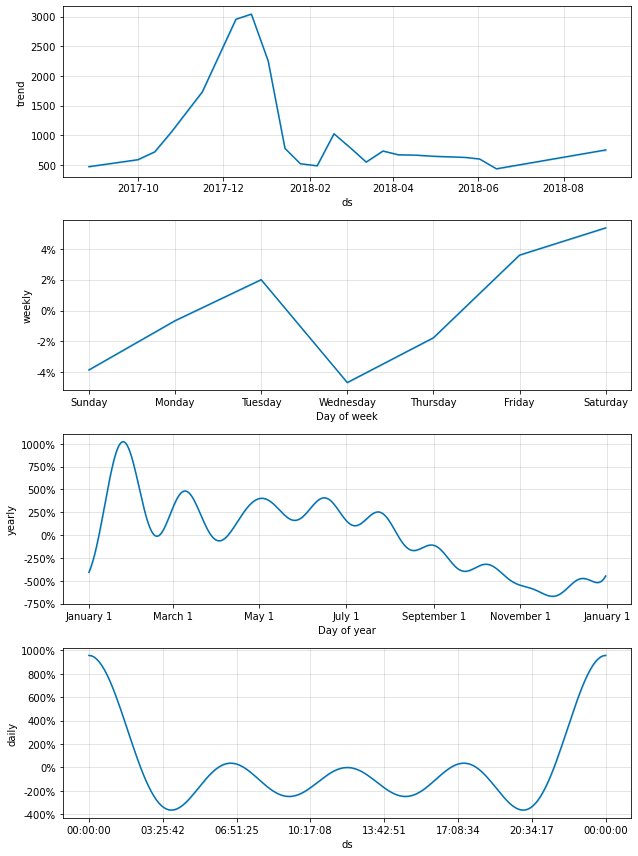 3000
2500
2000
1500
1000
500
trend
2017-10 2017-12 2018-02 2018-04 2018-06 2018-08
ds
4%
2%
0%
-2%
-4%
weekly
Sunday Monday Tuesday Wednesday Thursday Friday Saturday
Day of week
1000%
750%
500%
250%
0%
-250%
-500%
-750%
yearly
January 1 March 1 May 1 July 1 September 1 November 1 January 1
Day of year
1000%
800%
600%
400%
200%
0%
-200%
-400%
daily
00:00:00 03:25:42 06:51:25 10:17:08 13:42:51 17:08:34 20:34:17 00:00:00
ds